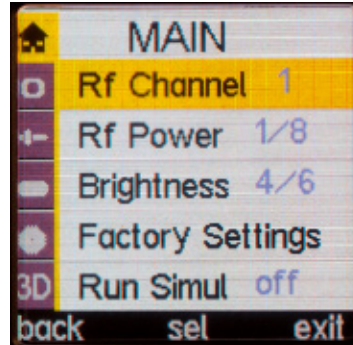 MAIN
Rf Channel 1
Rf Power 1/8
Brightness 4/6
Factory Settings
3D Run Simul off
back sel exit